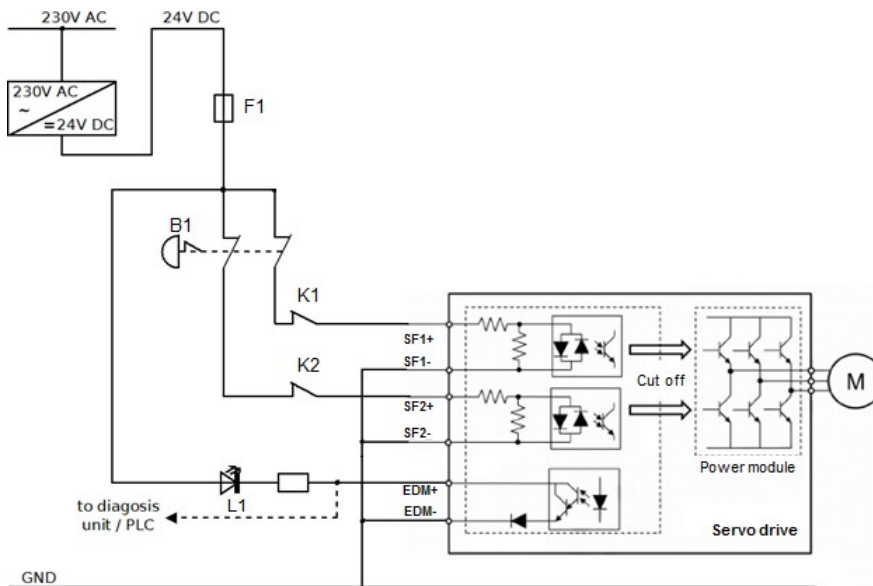 230V AC
24V DC
230V AC
~
=24V DC
F1
B1
K1
K2
SF1+
SF1-
SF2+
SF2-
Cut off
M
Power module
L1
EDM+
EDM-
to diagosis
unit / PLC
Servo drive
GND